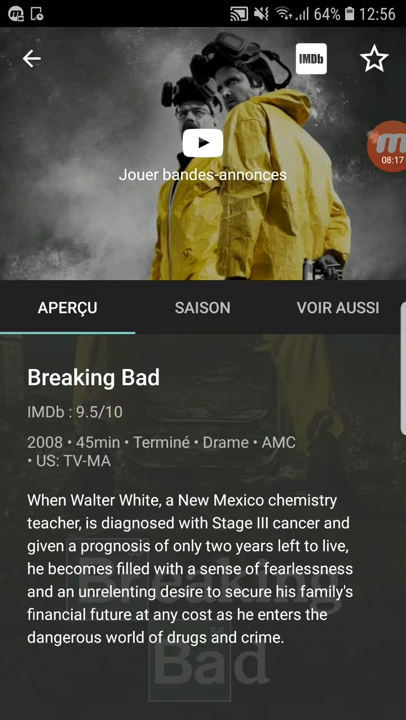 64% 12:56
IMDb
Jouer bandes-annonces
08:17
APERÇU SAISON VOIR AUSSI
Breaking Bad
IMDb : 9.5/10
2008 • 45min • Terminé • Drame • AMC
• US: TV-MA
When Walter White, a New Mexico chemistry
teacher, is diagnosed with Stage III cancer and
given a prognosis of only two years left to live,
he becomes filled with a sense of fearlessness
and an unrelenting desire to secure his family's
financial future at any cost as he enters the
dangerous world of drugs and crime.
Breaking
Bad